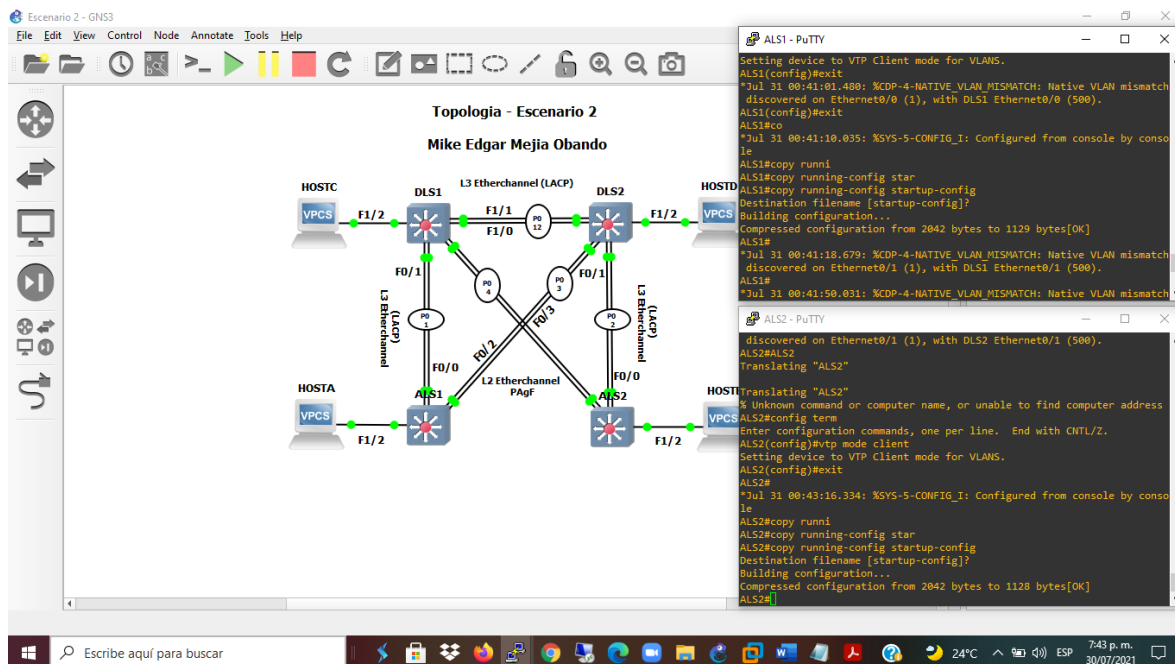 Escenario 2 - GNS3
File Edit View Control Node Annotate Tools Help
Topologia - Escenario 2
Mike Edgar Mejia Obando
HOSTC
DLS1
L3 Etherchannel (LACP)
DLS2
HOSTD
VPCS
F1/2
F1/1
F1/0
PO
12
F1/2
VPCS
F0/1
PO
4
PO
3
F0/1
L3 Etherchannel
(LACP)
PO
1
F0/2
F0/3
PO
2
L3 Etherchannel
(LACP)
F0/0
L2 Etherchannel
PAgF
F0/0
HOSTA
ALS1
ALS2
VPCS
F1/2
F1/2
VPCS
ALS1 - PuTTY
Setting device to VTP Client mode for VLANS.
ALS1(config)#exit
*Jul 31 00:41:01.480: %CDP-4-NATIVE_VLAN_MISMATCH: Native VLAN mismatch
discovered on Ethernet0/0 (1), with DLS1 Ethernet0/0 (500).
ALS1(config)#exit
ALS1#co
*Jul 31 00:41:10.035: %SYS-5-CONFIG_I: Configured from console by conso
le
ALS1#copy runni
ALS1#copy running-config star
ALS1#copy running-config startup-config
Destination filename [startup-config]?
Building configuration...
Compressed configuration from 2042 bytes to 1129 bytes[OK]
ALS1#
*Jul 31 00:41:18.679: %CDP-4-NATIVE_VLAN_MISMATCH: Native VLAN mismatch
discovered on Ethernet0/1 (1), with DLS1 Ethernet0/1 (500).
ALS1#
*Jul 31 00:41:50.031: %CDP-4-NATIVE_VLAN_MISMATCH: Native VLAN mismatch
ALS2 - PuTTY
discovered on Ethernet0/1 (1), with DLS2 Ethernet0/1 (500).
ALS2#ALS2
Translating "ALS2"
Translating "ALS2"
% Unknown command or computer name, or unable to find computer address
ALS2#config term
Enter configuration commands, one per line. End with CNTL/Z.
ALS2(config)#vtp mode client
Setting device to VTP Client mode for VLANS.
ALS2(config)#exit
ALS2#
*Jul 31 00:43:16.334: %SYS-5-CONFIG_I: Configured from console by conso
le
ALS2#copy runni
ALS2#copy running-config star
ALS2#copy running-config startup-config
Destination filename [startup-config]?
Building configuration...
Compressed configuration from 2042 bytes to 1128 bytes[OK]
ALS2#
Escribe aquí para buscar
24°C
ESP
7:43 p. m.
30/07/2021